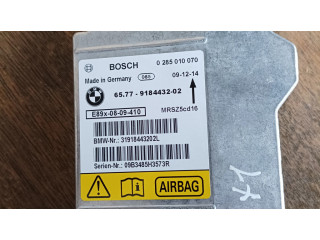 BOSCH 0 285 010 070
Made in Germany 085 09-12-14
65.77 - 9184432-02
E89x-08-09-410 MRSZ5cd16
BMW-Nr.: 31918443202L
Serien-Nr.: 09B3485H3573R
AIRBAG